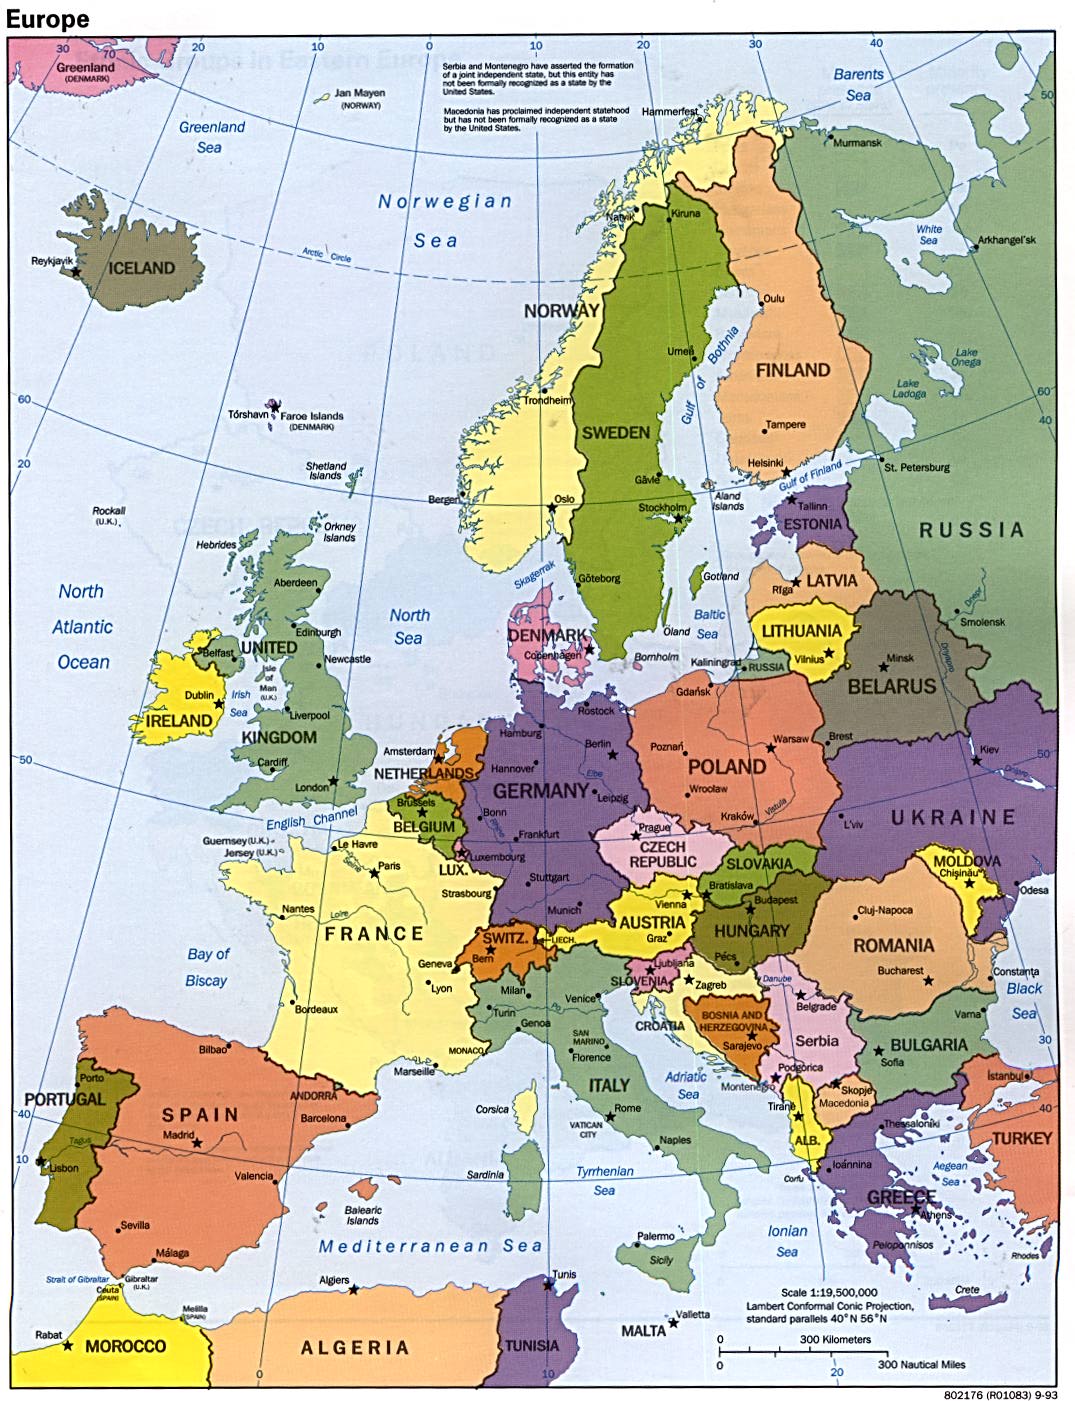 Europe
30
70
20
10
0
10
20
30
40
50
Greenland
(DENMARK)
Jan Mayen
(NORWAY)
Serbia and Montenegro have asserted the formation
of a joint independent state, but this entity has
not been formally recognized as a state by the
United States.
Macedonia has proclaimed independent statehood
but has not been formally recognized as a state
by the United States.
Hammerfest
Barents
Sea
Murmansk
Greenland
Sea
Norwegian
Sea
Narvik
Kiruna
White
Sea
Arkhangel'sk
Reykjavik
ICELAND
Arctic Circle
NORWAY
Oulu
Umeå
Gulf of Bothnia
FINLAND
Lake
Onega
Lake
Ladoga
60
60
40
Tórshavn
Faroe Islands
(DENMARK)
Trondheim
SWEDEN
Tampere
20
Shetland
Islands
Gävle
Helsinki
Gulf of Finland
St. Petersburg
Bergen
Oslo
Stockholm
Aland
Islands
Tallinn
ESTONIA
RUSSIA
Rockall
(U.K.)
Orkney
Islands
Hebrides
Skagerrak
Göteborg
Gotland
Rīga
LATVIA
Aberdeen
North
Atlantic
Ocean
North
Sea
Baltic
Sea
Dnepr
Smolensk
Edinburgh
DENMARK
Copenhagen
Öland
Bornholm
LITHUANIA
Vilnius
Kaliningrad
RUSSIA
Minsk
Dnyapro
BELARUS
UNITED
KINGDOM
Belfast
Newcastle
Isle
of
Man
(U.K.)
Dublin
Irish
Sea
IRELAND
Liverpool
Gdańsk
Rostock
Hamburg
Cardiff
London
Amsterdam
NETHERLANDS
Hannover
Berlin
Elbe
GERMANY
Leipzig
Poznań
Warsaw
Brest
POLAND
Wrocław
Kraków
Vistula
Kiev
50
Dnipro
UKRAINE
L'viv
50
English Channel
Brussels
BELGIUM
Bonn
Rhine
Frankfurt
Prague
CZECH
REPUBLIC
Guernsey (U.K.)
Jersey (U.K.)
Le Havre
Seine
Paris
LUX.
Luxembourg
Strasbourg
Stuttgart
Munich
SLOVAKIA
Bratislava
Vienna
AUSTRIA
Graz
Budapest
HUNGARY
Pécs
MOLDOVA
Chișinău
Odesa
Nantes
Loire
FRANCE
SWITZ.
Bern
LIECH.
Geneva
Lyon
Cluj-Napoca
ROMANIA
Bucharest
Constanța
Bay of
Biscay
Bordeaux
Milan
Turin
Po
Venice
Genoa
Ljubljana
SLOVENIA
Zagreb
CROATIA
Danube
Belgrade
BOSNIA AND
HERZEGOVINA
Sarajevo
Serbia
Varna
Black
Sea
BULGARIA
Sofia
30
SAN
MARINO
Florence
MONACO
Marseille
Bilbao
ANDORRA
Porto
PORTUGAL
SPAIN
Madrid
Barcelona
Corsica
ITALY
Rome
VATICAN
CITY
Naples
Adriatic
Sea
Podgorica
Montenegro
Tiranë
Skopje
Macedonia
ALB.
İstanbul
40
40
Thessaloníki
TURKEY
Tagus
10
Lisbon
Valencia
Sardinia
Tyrrhenian
Sea
Corfu
Ioánnina
Aegean
Sea
GREECE
Athens
Balearic
Islands
Sevilla
Málaga
Mediterranean Sea
Palermo
Sicily
Ionian
Sea
Peloponnisos
Rhodes
Crete
Strait of Gibraltar
Gibraltar
(U.K.)
Ceuta
(SPAIN)
Melilla
(SPAIN)
Algiers
Tunis
Valletta
MALTA
Rabat
MOROCCO
ALGERIA
TUNISIA
Scale 1:19,500,000
Lambert Conformal Conic Projection,
standard parallels 40°N 56°N
0
300 Kilometers
0
300 Nautical Miles
0
10
20
802176 (R01083) 9-93